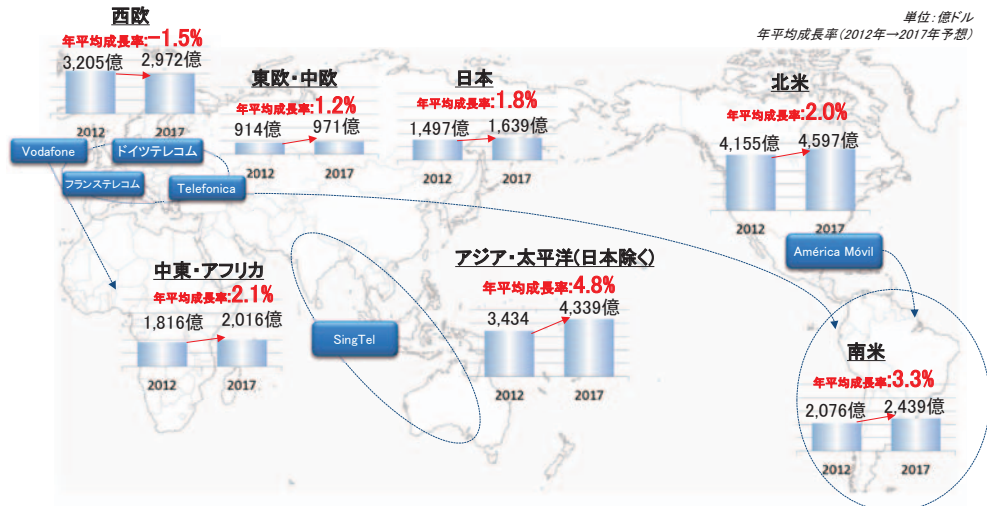 単位:億ドル
年平均成長率(2012年→2017年予想)
西欧
年平均成長率:−1.5%
3,205億 2,972億
2012 2017
東欧・中欧
年平均成長率:1.2%
914億 971億
2012 2017
日本
年平均成長率:1.8%
1,497億 1,639億
2012 2017
北米
年平均成長率:2.0%
4,155億 4,597億
2012 2017
Vodafone
ドイツテレコム
フランステレコム
Telefonica
América Móvil
中東・アフリカ
年平均成長率:2.1%
1,816億 2,016億
2012 2017
SingTel
アジア・太平洋(日本除く)
年平均成長率:4.8%
3,434 4,339億
2012 2017
南米
年平均成長率:3.3%
2,076億 2,439億
2012 2017